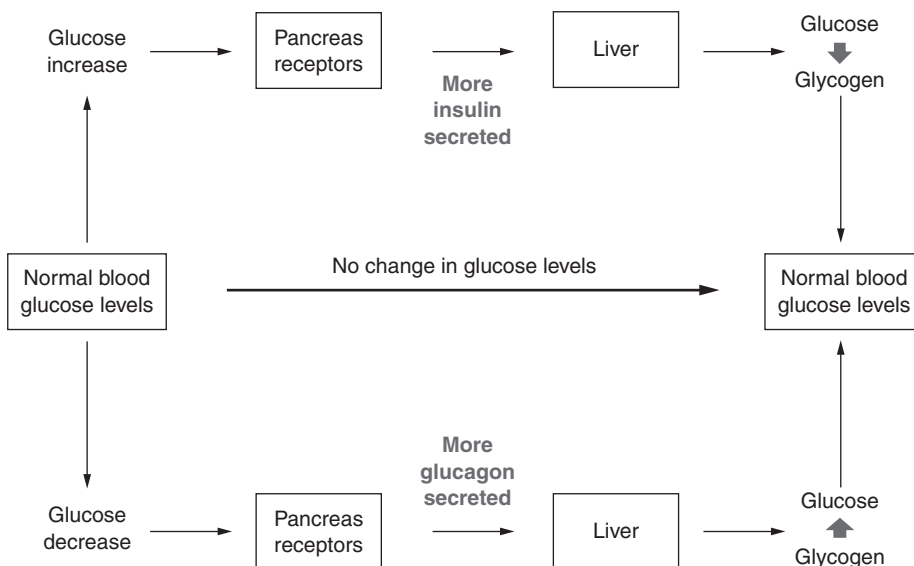 Glucose
increase
Pancreas
receptors
More
insulin
secreted
Liver
Glucose
Glycogen
Normal blood
glucose levels
No change in glucose levels
Normal blood
glucose levels
Glucose
decrease
Pancreas
receptors
More
glucagon
secreted
Liver
Glucose
Glycogen